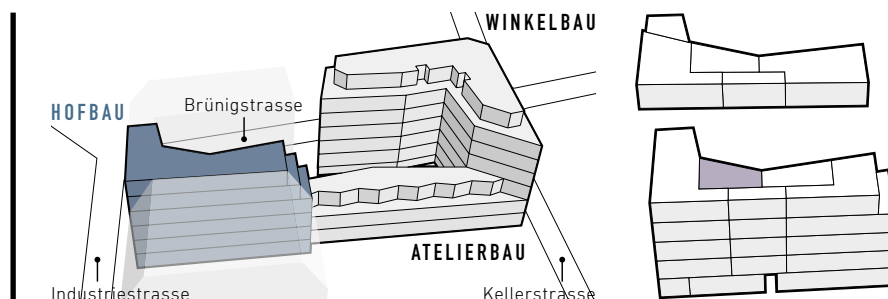 WINKELBAU
HOFBAU
Brünigstrasse
ATELIERBAU
Industriestrasse
Kellerstrasse